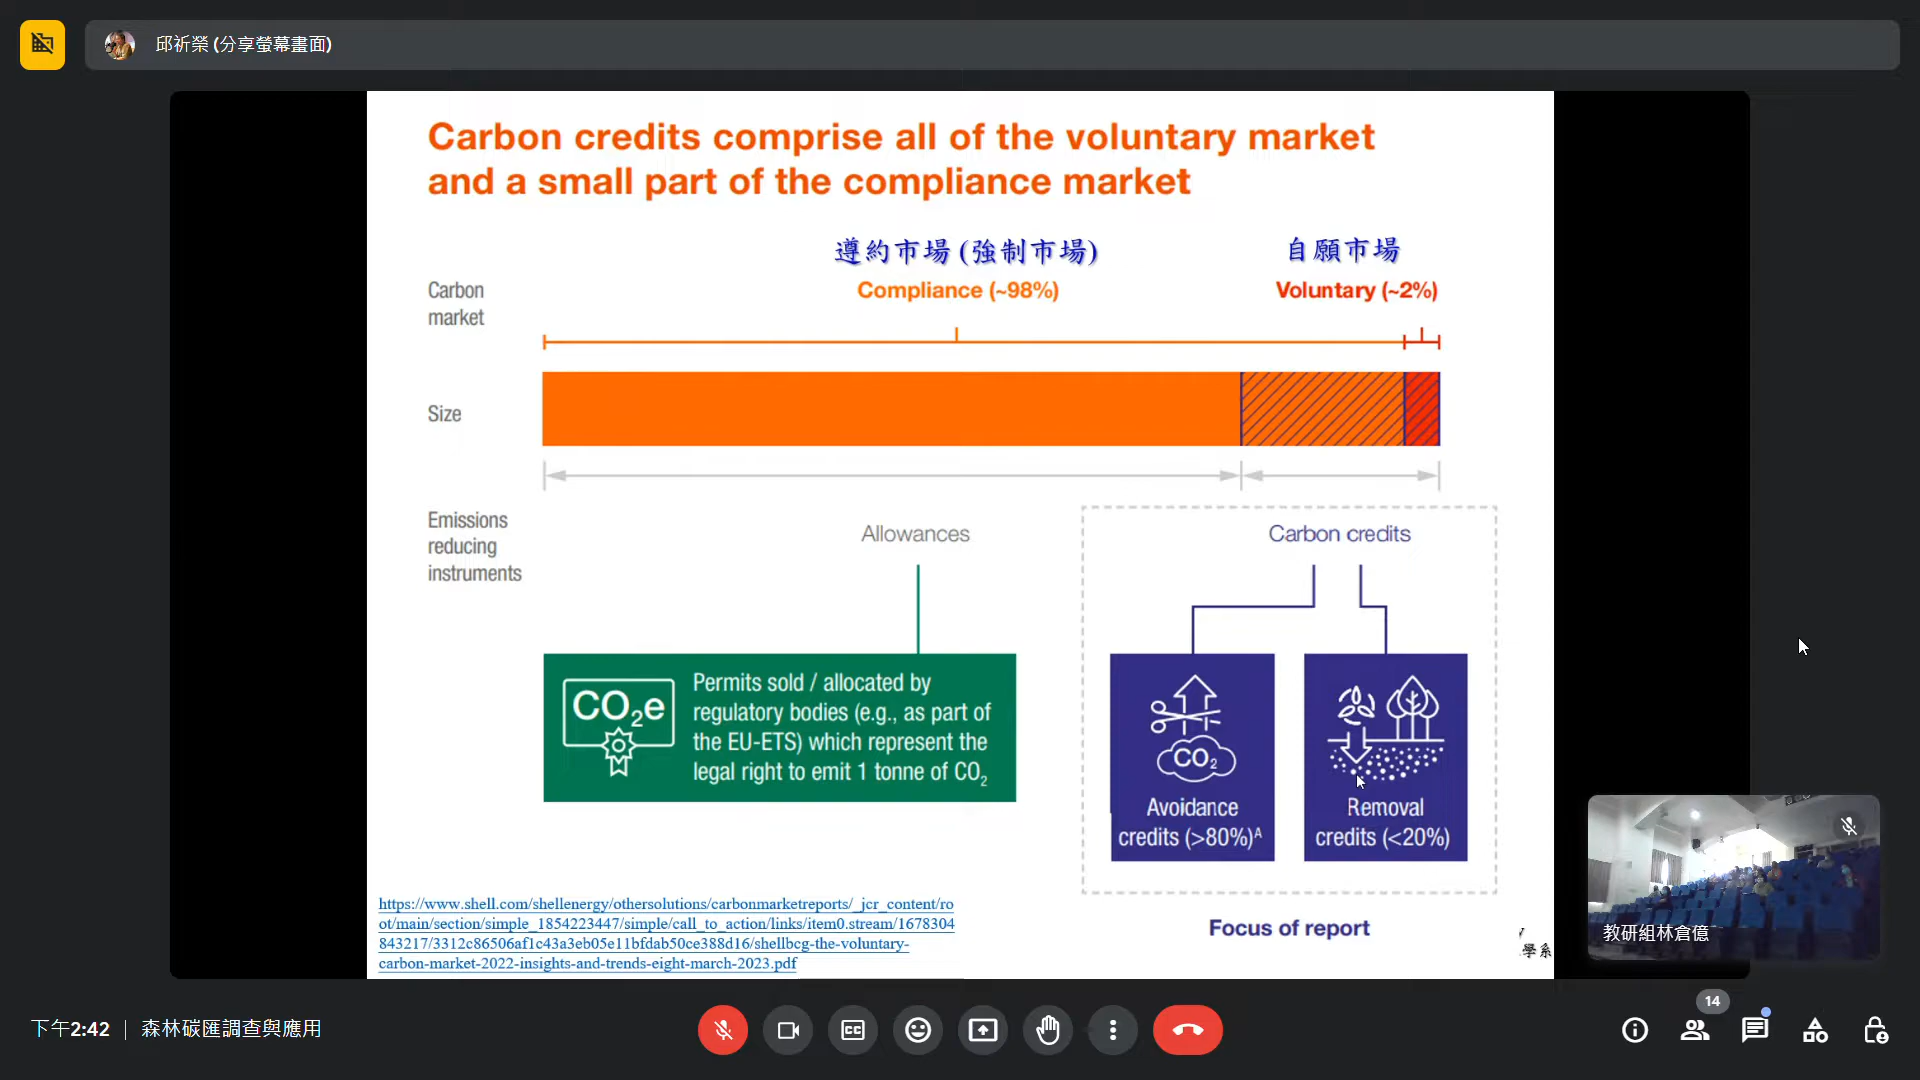 邱祈榮 (分享螢幕畫面)
Carbon credits comprise all of the voluntary market
and a small part of the compliance market
遵約市場 (強制市場)
自願市場
Carbon
market
Compliance (~98%)
Voluntary (~2%)
Size
Emissions
reducing
instruments
Allowances
Carbon credits
CO2e
Permits sold / allocated by
regulatory bodies (e.g., as part of
the EU-ETS) which represent the
legal right to emit 1 tonne of CO2
CO2
Avoidance
credits (>80%)A
Removal
credits (<20%)
Focus of report
https://www.shell.com/shellenergy/othersolutions/carbonmarketreports/_jcr_content/ro
ot/main/section/simple_1854223447/simple/call_to_action/links/item0.stream/1678304
843217/3312c86506af1c43a3eb05e11bfdab50ce388d16/shellbcg-the-voluntary-
carbon-market-2022-insights-and-trends-eight-march-2023.pdf
學系
教研組林倉億
下午2:42 | 森林碳匯調查與應用
CC
14